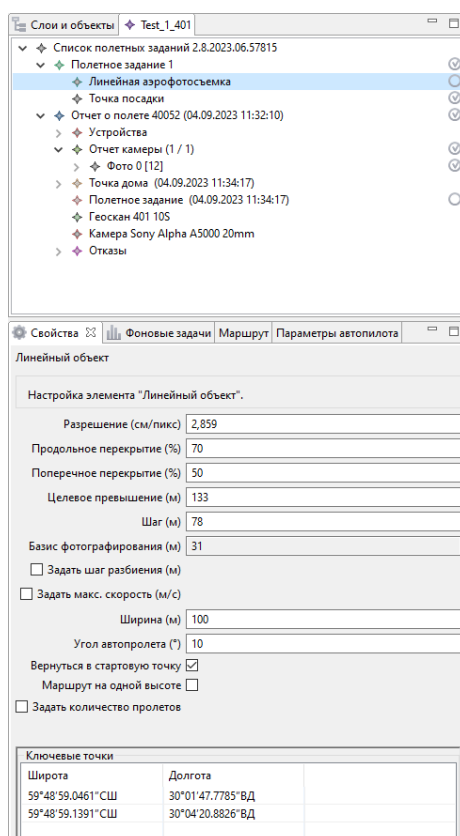 Слои и объекты Test_1_401
Список полетных заданий 2.8.2023.06.57815
Полетное задание 1
Линейная аэрофотосъемка
Точка посадки
Отчет о полете 40052 (04.09.2023 11:32:10)
Устройства
Отчет камеры (1 / 1)
Фото 0 [12]
Точка дома (04.09.2023 11:34:17)
Полетное задание (04.09.2023 11:34:17)
Геоскан 401 10S
Камера Sony Alpha A5000 20mm
Отказы
Свойства Фоновые задачи Маршрут Параметры автопилота
Линейный объект
Настройка элемента "Линейный объект".
Разрешение (см/пикс) 2,859
Продольное перекрытие (%) 70
Поперечное перекрытие (%) 50
Целевое превышение (м) 133
Шаг (м) 78
Базис фотографирования (м) 31
Задать шаг разбиения (м)
Задать макс. скорость (м/с)
Ширина (м) 100
Угол автопролета (°) 10
Вернуться в стартовую точку
Маршрут на одной высоте
Задать количество пролетов
Ключевые точки
Широта Долгота
59°48'59.0461"СШ 30°01'47.7785"ВД
59°48'59.1391"СШ 30°04'20.8826"ВД